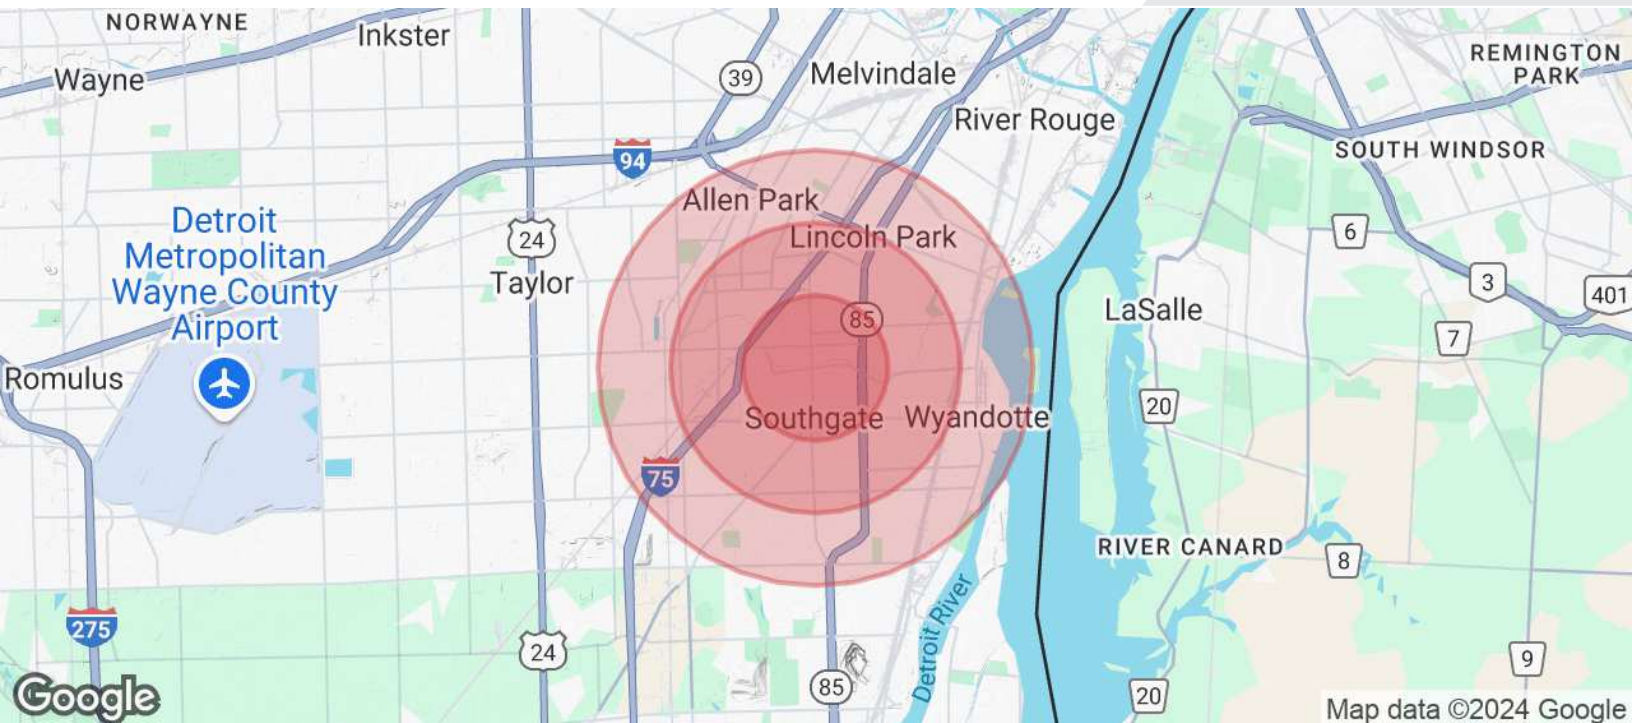 NORWAYNE
Inkster
Wayne
39
Melvindale
REMINGTON
PARK
River Rouge
SOUTH WINDSOR
94
Allen Park
Detroit
Metropolitan
Wayne County
Airport
24
Lincoln Park
6
Taylor
3
401
LaSalle
85
7
Romulus
20
Southgate
Wyandotte
75
RIVER CANARD
8
275
Detroit River
24
9
85
20
Google
Map data ©2024 Google